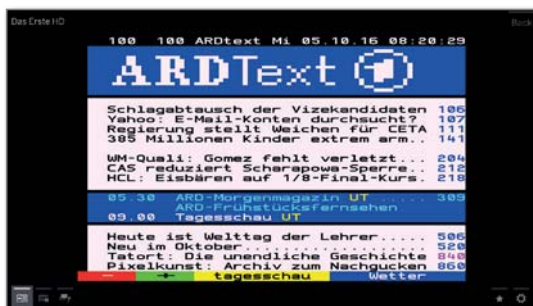 Das Erste HD
Back
100 100 ARDtext Mi 05.10.16 08:20:29
ARDText
Schlagabtausch der Vizekandidaten 106
Yahoo: E-Mail-Konten durchsucht? 107
Regierung stellt Weichen für CETA 111
385 Millionen Kinder extrem arm.. 141
WM-Quali: Gomez fehlt verletzt... 204
CAS reduziert Scharapowa-Sperre.. 212
HCL: Eisbären auf 1/8-Final-Kurs. 218
05.30 ARD-Morgenmagazin UT ..... 309
ARD-Frühstücksfernsehen
09.00 Tagesschau UT
Heute ist Welttag der Lehrer..... 506
Neu im Oktober................... 520
Tatort: Die unendliche Geschichte 840
Pixelkunst: Archiv zum Nachgucken 860
- + tagesschau Wetter